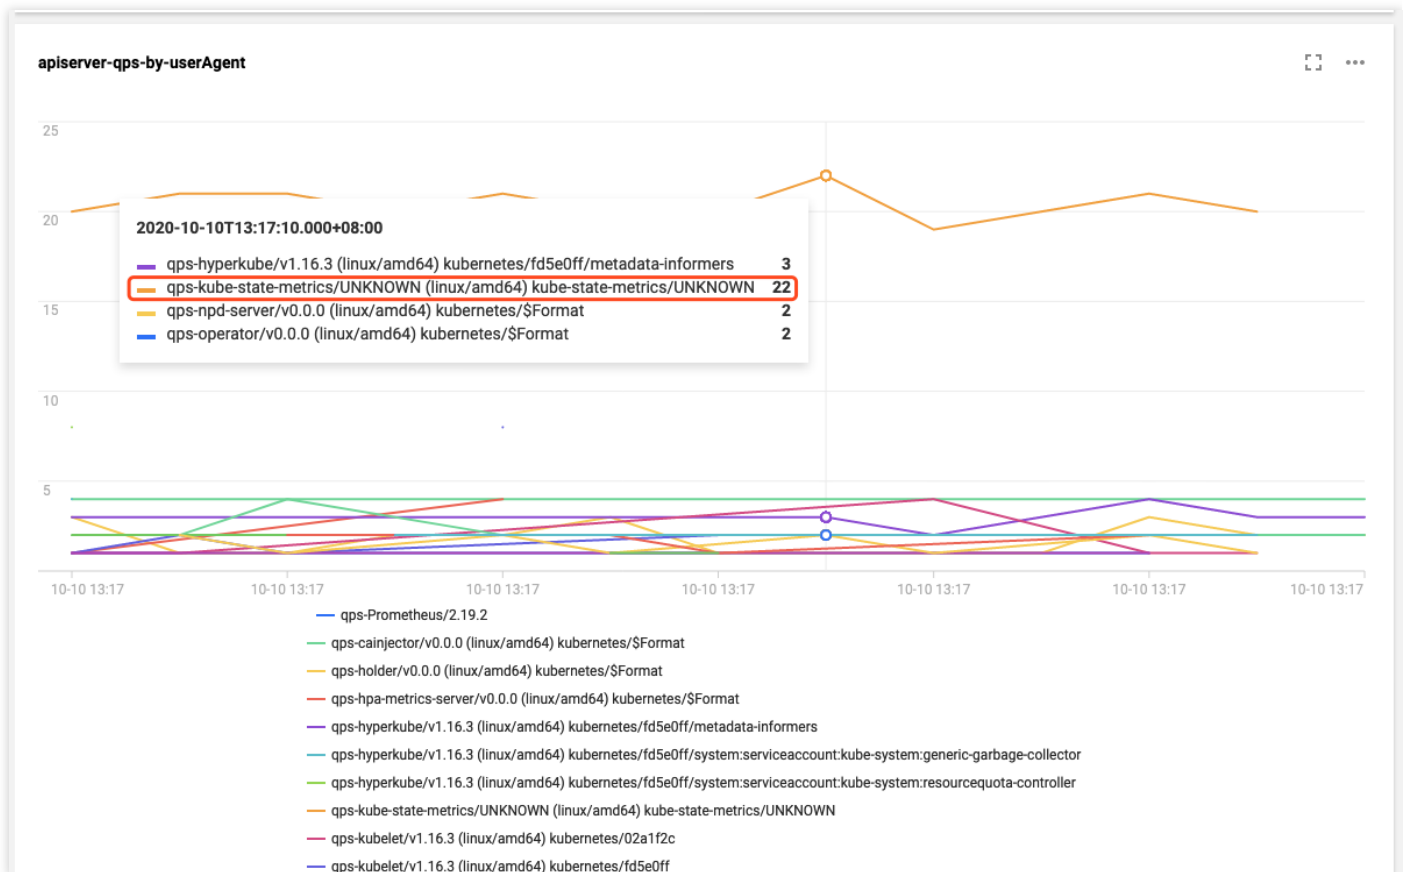 apiserver-qps-by-userAgent
25
20
15
10
5
2020-10-10T13:17:10.000+08:00
qps-hyperkube/v1.16.3 (linux/amd64) kubernetes/fd5e0ff/metadata-informers 3
qps-kube-state-metrics/UNKNOWN (linux/amd64) kube-state-metrics/UNKNOWN 22
qps-npd-server/v0.0.0 (linux/amd64) kubernetes/$Format 2
qps-operator/v0.0.0 (linux/amd64) kubernetes/$Format 2
10-10 13:17 10-10 13:17 10-10 13:17 10-10 13:17 10-10 13:17 10-10 13:17 10-10 13:17
qps-Prometheus/2.19.2
qps-cainjector/v0.0.0 (linux/amd64) kubernetes/$Format
qps-holder/v0.0.0 (linux/amd64) kubernetes/$Format
qps-hpa-metrics-server/v0.0.0 (linux/amd64) kubernetes/$Format
qps-hyperkube/v1.16.3 (linux/amd64) kubernetes/fd5e0ff/metadata-informers
qps-hyperkube/v1.16.3 (linux/amd64) kubernetes/fd5e0ff/system:serviceaccount:kube-system:generic-garbage-collector
qps-hyperkube/v1.16.3 (linux/amd64) kubernetes/fd5e0ff/system:serviceaccount:kube-system:resourcequota-controller
qps-kube-state-metrics/UNKNOWN (linux/amd64) kube-state-metrics/UNKNOWN
qps-kubelet/v1.16.3 (linux/amd64) kubernetes/02a1f2c
qps-kubelet/v1.16.3 (linux/amd64) kubernetes/fd5e0ff